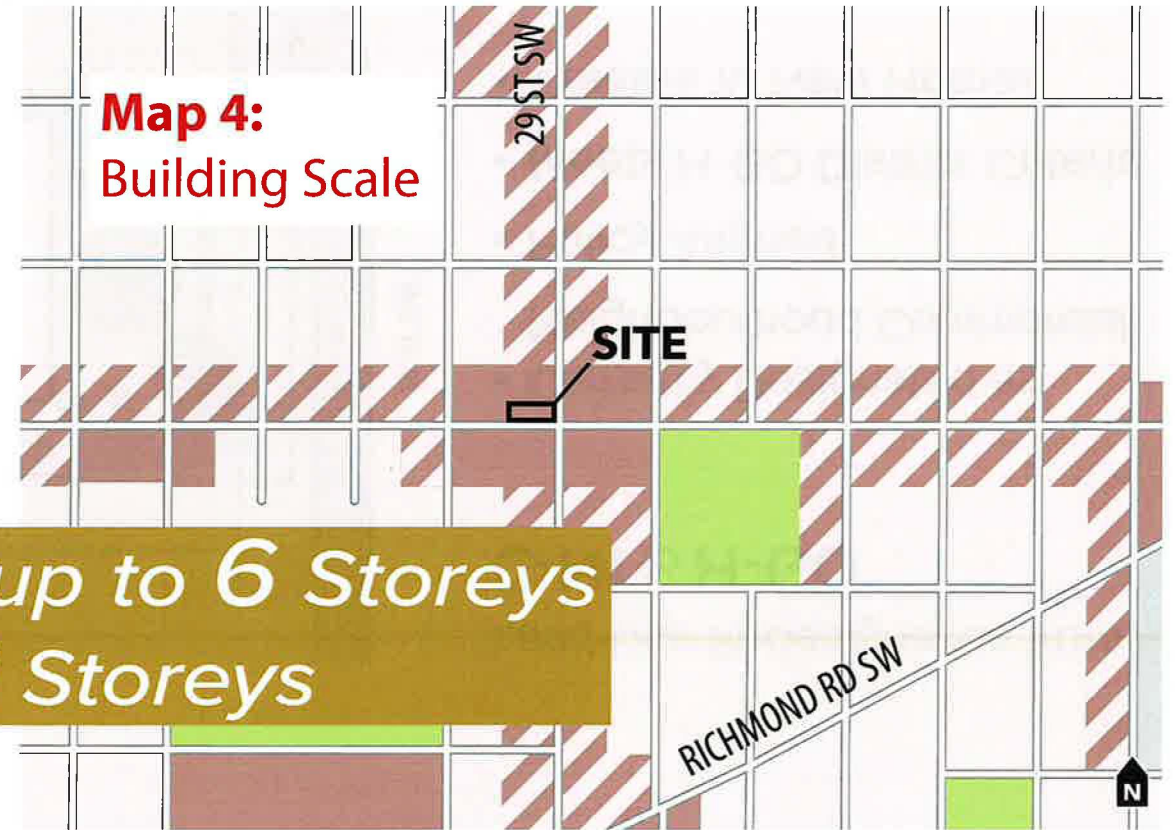 Map 4:
Building Scale
29 ST SW
SITE
up to 6 Storeys
Storeys
RICHMOND RD SW
N